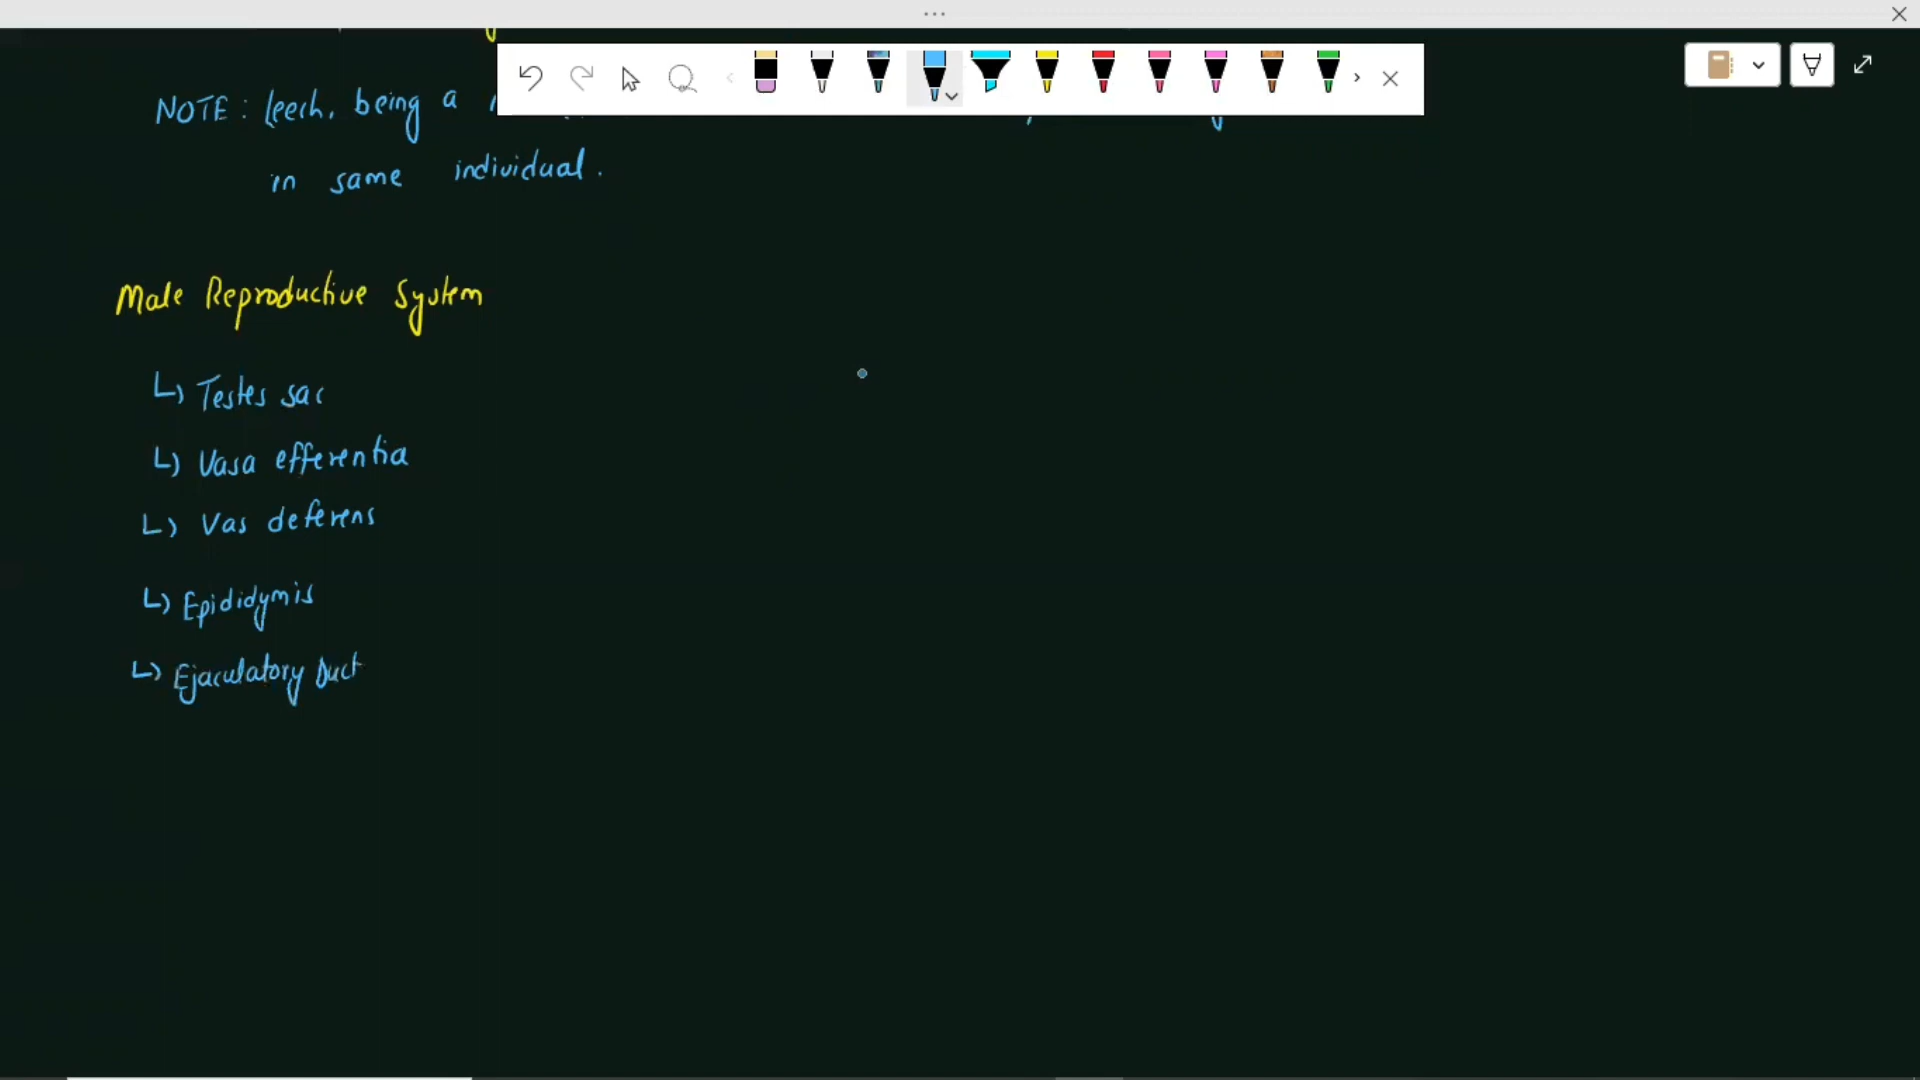 NOTE: Leech, being a
in same individual.
Male Reproductive System
↳ Testes sac
↳ Vasa efferentia
↳ Vas deferens
↳ Epididymis
↳ Ejaculatory Duct